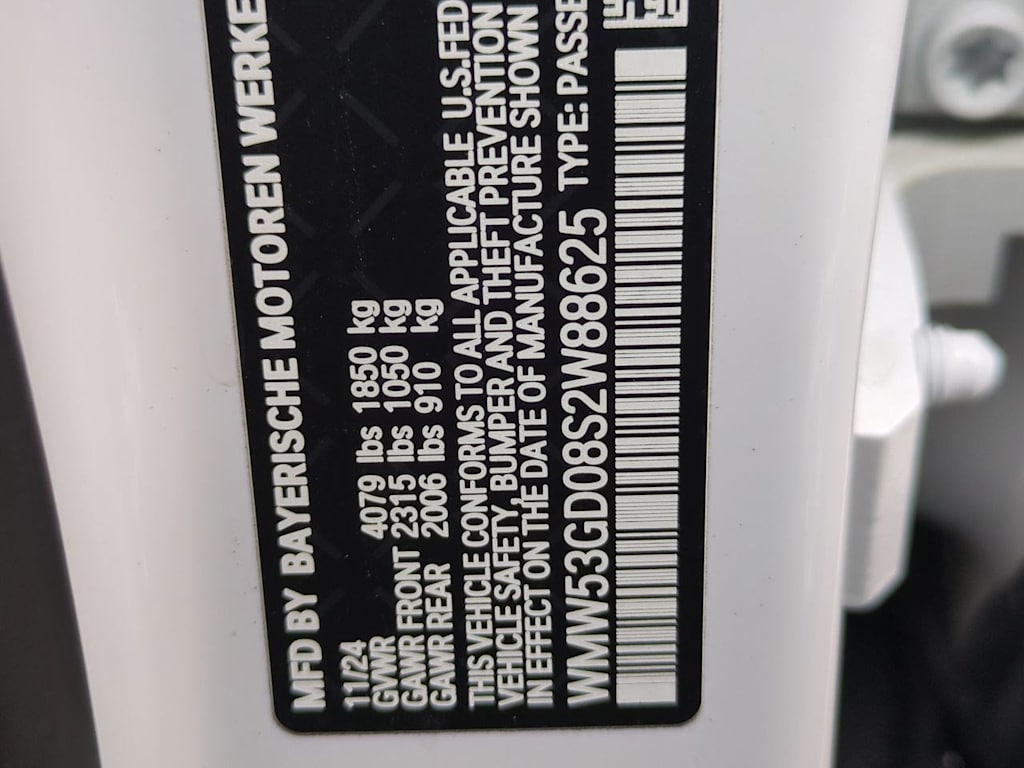 MFD BY BAYERISCHE MOTOREN WERKE
11/24
GVWR 4079 lbs 1850 kg
GAWR FRONT 2315 lbs 1050 kg
GAWR REAR 2006 lbs 910 kg
THIS VEHICLE CONFORMS TO ALL APPLICABLE U.S.FED
VEHICLE SAFETY, BUMPER AND THEFT PREVENTION
IN EFFECT ON THE DATE OF MANUFACTURE SHOWN
WMW53GD08S2W88625 TYPE: PASSE